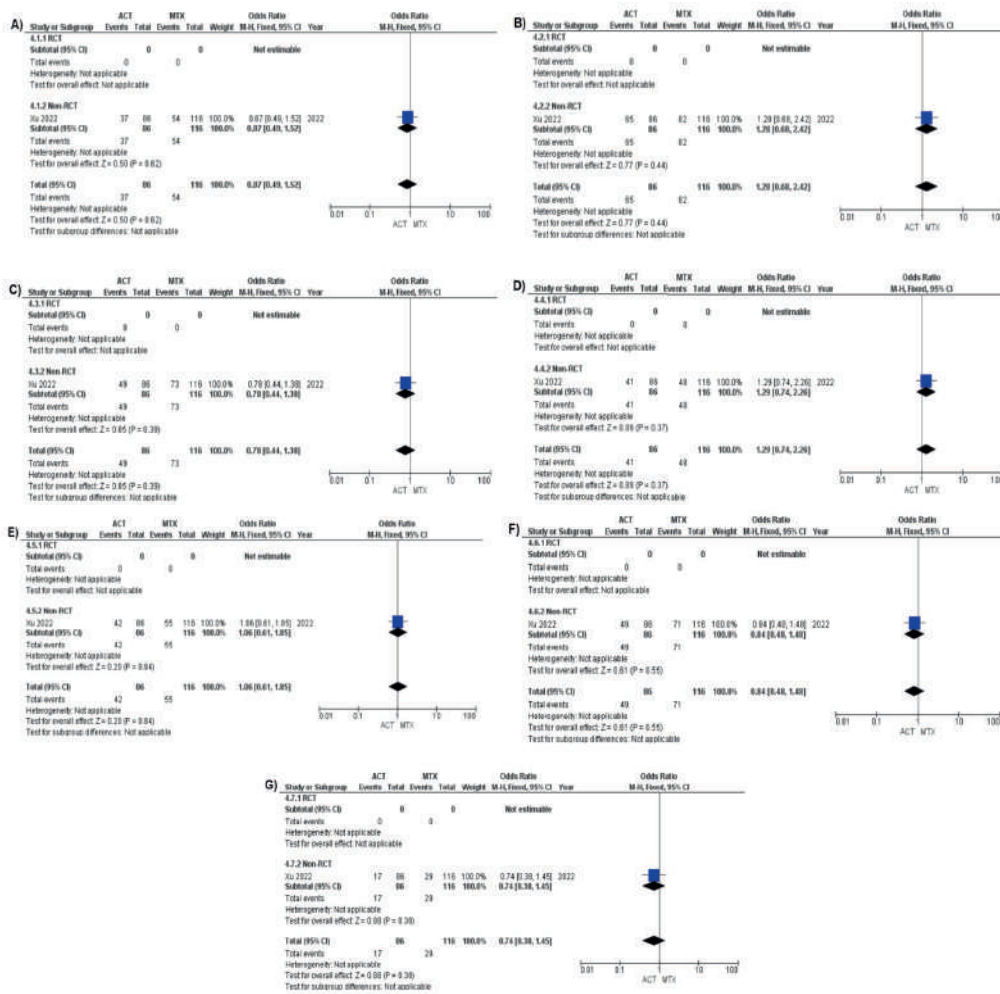 A)
ACT MTX Odds Ratio Odds Ratio
Study or Subgroup Events Total Events Total Weight M-H, Fixed, 95% CI Year M-H, Fixed, 95% CI
4.1.1 RCT
Subtotal (95% CI) 0 0 Not estimable
Total events 0 0
Heterogeneity: Not applicable
Test for overall effect: Not applicable
4.1.2 Non-RCT
Xu 2022 37 86 54 116 100.0% 0.87 [0.49, 1.52] 2022
Subtotal (95% CI) 86 116 100.0% 0.87 [0.49, 1.52]
Total events 37 54
Heterogeneity: Not applicable
Test for overall effect: Z = 0.50 (P = 0.62)
Total (95% CI) 86 116 100.0% 0.87 [0.49, 1.52]
Total events 37 54
Heterogeneity: Not applicable
Test for overall effect: Z = 0.50 (P = 0.62)
Test for subgroup differences: Not applicable
0.01 0.1 1 10 100
ACT MTX
B)
ACT MTX Odds Ratio Odds Ratio
Study or Subgroup Events Total Events Total Weight M-H, Fixed, 95% CI Year M-H, Fixed, 95% CI
4.2.1 RCT
Subtotal (95% CI) 0 0 Not estimable
Total events 0 0
Heterogeneity: Not applicable
Test for overall effect: Not applicable
4.2.2 Non-RCT
Xu 2022 65 86 82 116 100.0% 1.28 [0.68, 2.42] 2022
Subtotal (95% CI) 86 116 100.0% 1.28 [0.68, 2.42]
Total events 65 82
Heterogeneity: Not applicable
Test for overall effect: Z = 0.77 (P = 0.44)
Total (95% CI) 86 116 100.0% 1.28 [0.68, 2.42]
Total events 65 82
Heterogeneity: Not applicable
Test for overall effect: Z = 0.77 (P = 0.44)
Test for subgroup differences: Not applicable
0.01 0.1 1 10 100
ACT MTX
C)
ACT MTX Odds Ratio Odds Ratio
Study or Subgroup Events Total Events Total Weight M-H, Fixed, 95% CI Year M-H, Fixed, 95% CI
4.3.1 RCT
Subtotal (95% CI) 0 0 Not estimable
Total events 0 0
Heterogeneity: Not applicable
Test for overall effect: Not applicable
4.3.2 Non-RCT
Xu 2022 49 86 73 116 100.0% 0.78 [0.44, 1.38] 2022
Subtotal (95% CI) 86 116 100.0% 0.78 [0.44, 1.38]
Total events 49 73
Heterogeneity: Not applicable
Test for overall effect: Z = 0.85 (P = 0.39)
Total (95% CI) 86 116 100.0% 0.78 [0.44, 1.38]
Total events 49 73
Heterogeneity: Not applicable
Test for overall effect: Z = 0.85 (P = 0.39)
Test for subgroup differences: Not applicable
0.01 0.1 1 10 100
ACT MTX
D)
ACT MTX Odds Ratio Odds Ratio
Study or Subgroup Events Total Events Total Weight M-H, Fixed, 95% CI Year M-H, Fixed, 95% CI
4.4.1 RCT
Subtotal (95% CI) 0 0 Not estimable
Total events 0 0
Heterogeneity: Not applicable
Test for overall effect: Not applicable
4.4.2 Non-RCT
Xu 2022 41 86 48 116 100.0% 1.29 [0.74, 2.26] 2022
Subtotal (95% CI) 86 116 100.0% 1.29 [0.74, 2.26]
Total events 41 48
Heterogeneity: Not applicable
Test for overall effect: Z = 0.89 (P = 0.37)
Total (95% CI) 86 116 100.0% 1.29 [0.74, 2.26]
Total events 41 48
Heterogeneity: Not applicable
Test for overall effect: Z = 0.89 (P = 0.37)
Test for subgroup differences: Not applicable
0.01 0.1 1 10 100
ACT MTX
E)
ACT MTX Odds Ratio Odds Ratio
Study or Subgroup Events Total Events Total Weight M-H, Fixed, 95% CI Year M-H, Fixed, 95% CI
4.5.1 RCT
Subtotal (95% CI) 0 0 Not estimable
Total events 0 0
Heterogeneity: Not applicable
Test for overall effect: Not applicable
4.5.2 Non-RCT
Xu 2022 42 86 55 116 100.0% 1.06 [0.61, 1.85] 2022
Subtotal (95% CI) 86 116 100.0% 1.06 [0.61, 1.85]
Total events 42 55
Heterogeneity: Not applicable
Test for overall effect: Z = 0.20 (P = 0.84)
Total (95% CI) 86 116 100.0% 1.06 [0.61, 1.85]
Total events 42 55
Heterogeneity: Not applicable
Test for overall effect: Z = 0.20 (P = 0.84)
Test for subgroup differences: Not applicable
0.01 0.1 1 10 100
ACT MTX
F)
ACT MTX Odds Ratio Odds Ratio
Study or Subgroup Events Total Events Total Weight M-H, Fixed, 95% CI Year M-H, Fixed, 95% CI
4.6.1 RCT
Subtotal (95% CI) 0 0 Not estimable
Total events 0 0
Heterogeneity: Not applicable
Test for overall effect: Not applicable
4.6.2 Non-RCT
Xu 2022 49 86 71 116 100.0% 0.84 [0.48, 1.48] 2022
Subtotal (95% CI) 86 116 100.0% 0.84 [0.48, 1.48]
Total events 49 71
Heterogeneity: Not applicable
Test for overall effect: Z = 0.61 (P = 0.55)
Total (95% CI) 86 116 100.0% 0.84 [0.48, 1.48]
Total events 49 71
Heterogeneity: Not applicable
Test for overall effect: Z = 0.61 (P = 0.55)
Test for subgroup differences: Not applicable
0.01 0.1 1 10 100
ACT MTX
G)
ACT MTX Odds Ratio Odds Ratio
Study or Subgroup Events Total Events Total Weight M-H, Fixed, 95% CI Year M-H, Fixed, 95% CI
4.7.1 RCT
Subtotal (95% CI) 0 0 Not estimable
Total events 0 0
Heterogeneity: Not applicable
Test for overall effect: Not applicable
4.7.2 Non-RCT
Xu 2022 17 86 29 116 100.0% 0.74 [0.38, 1.45] 2022
Subtotal (95% CI) 86 116 100.0% 0.74 [0.38, 1.45]
Total events 17 29
Heterogeneity: Not applicable
Test for overall effect: Z = 0.88 (P = 0.38)
Total (95% CI) 86 116 100.0% 0.74 [0.38, 1.45]
Total events 17 29
Heterogeneity: Not applicable
Test for overall effect: Z = 0.88 (P = 0.38)
Test for subgroup differences: Not applicable
0.01 0.1 1 10 100
ACT MTX